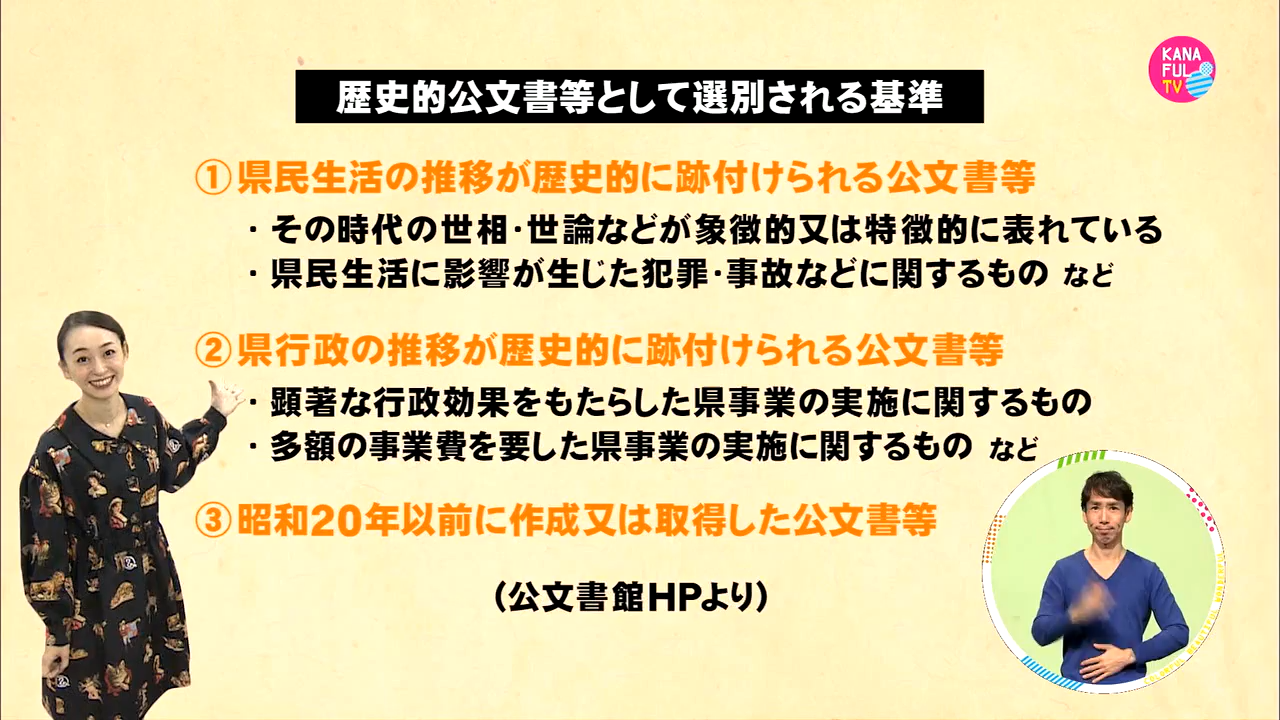 KANA
FUL
TV
歴史的公文書等として選別される基準
①県民生活の推移が歴史的に跡付けられる公文書等
・その時代の世相・世論などが象徴的又は特徴的に表れている
・県民生活に影響が生じた犯罪・事故などに関するもの など
②県行政の推移が歴史的に跡付けられる公文書等
・顕著な行政効果をもたらした県事業の実施に関するもの
・多額の事業費を要した県事業の実施に関するもの など
③昭和20年以前に作成又は取得した公文書等
(公文書館HPより)